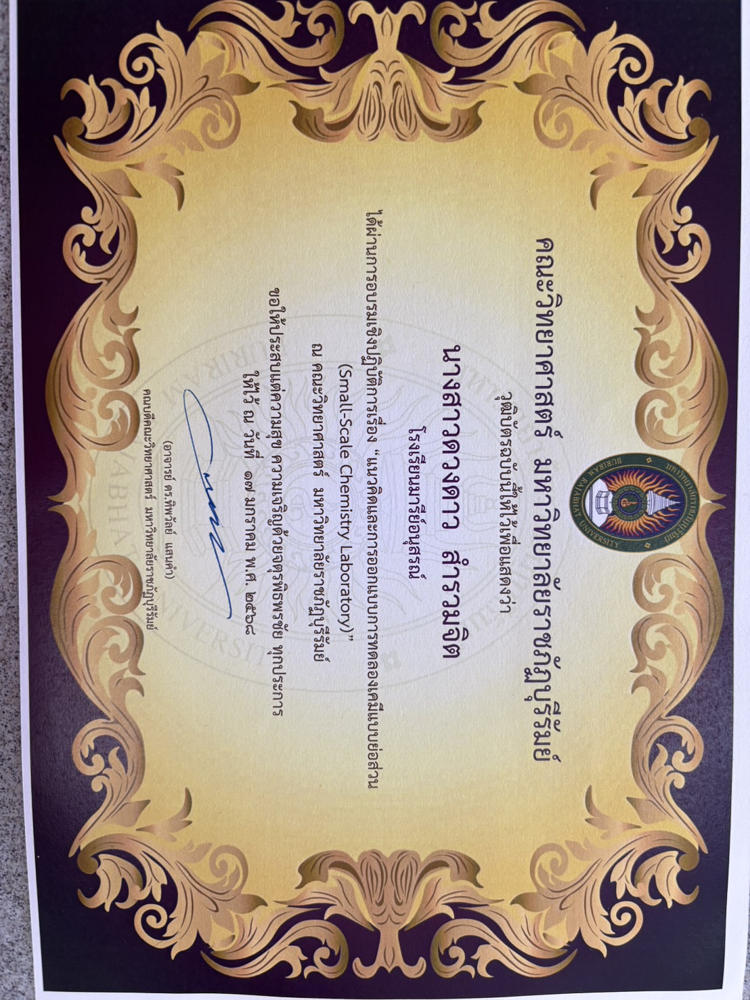 มหาวิทยาลัยราชภัฏบุรีรัมย์
BURIRAM RAJABHAT UNIVERSITY
คณะวิทยาศาสตร์ มหาวิทยาลัยราชภัฏบุรีรัมย์
วุฒิบัตรฉบับนี้ให้ไว้เพื่อแสดงว่า
นางสาวดวงดาว สำรวมจิต
โรงเรียนมารีย์อนุสรณ์
ได้ผ่านการอบรมเชิงปฏิบัติการเรื่อง “แนวคิดและการออกแบบการทดลองเคมีแบบย่อส่วน
(Small-Scale Chemistry Laboratory)”
ณ คณะวิทยาศาสตร์ มหาวิทยาลัยราชภัฏบุรีรัมย์
ขอให้ประสบแต่ความสุข ความเจริญด้วยจตุรพิธพรชัย ทุกประการ
ให้ไว้ ณ วันที่ ๑๗ มกราคม พ.ศ. ๒๕๖๘
(อาจารย์ ดร.ทิพวัลย์ แสนคำ)
คณบดีคณะวิทยาศาสตร์ มหาวิทยาลัยราชภัฏบุรีรัมย์